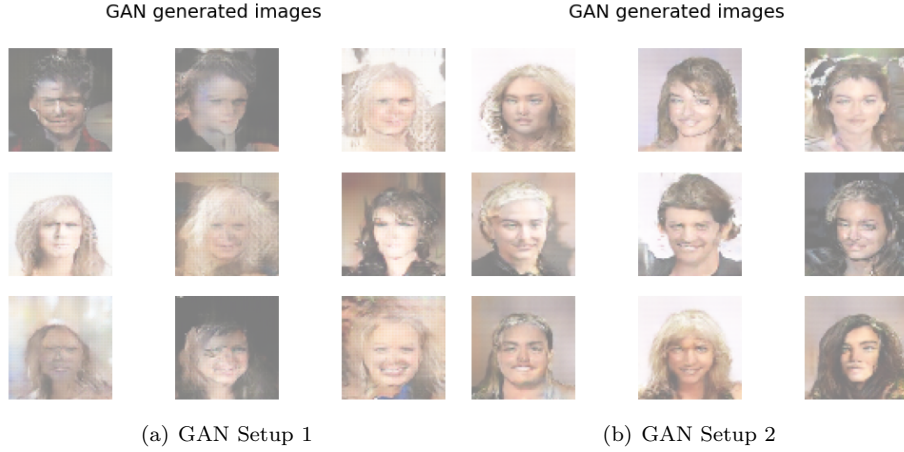 GAN generated images
GAN generated images
(a) GAN Setup 1
(b) GAN Setup 2